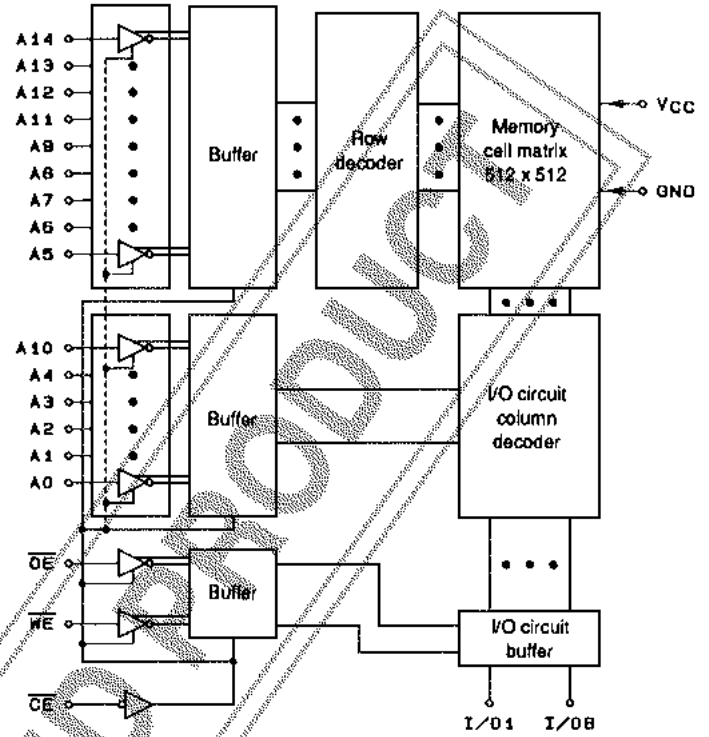 A14
A13
A12
A11
A9
A8
A7
A6
A5
Buffer
Row
decoder
Memory
cell matrix
512 x 512
VCC
GND
A10
A4
A3
A2
A1
A0
Buffer
I/O circuit
column
decoder
OE
WE
CE
Buffer
I/O circuit
buffer
I/O1 I/O8
D PRODUCT